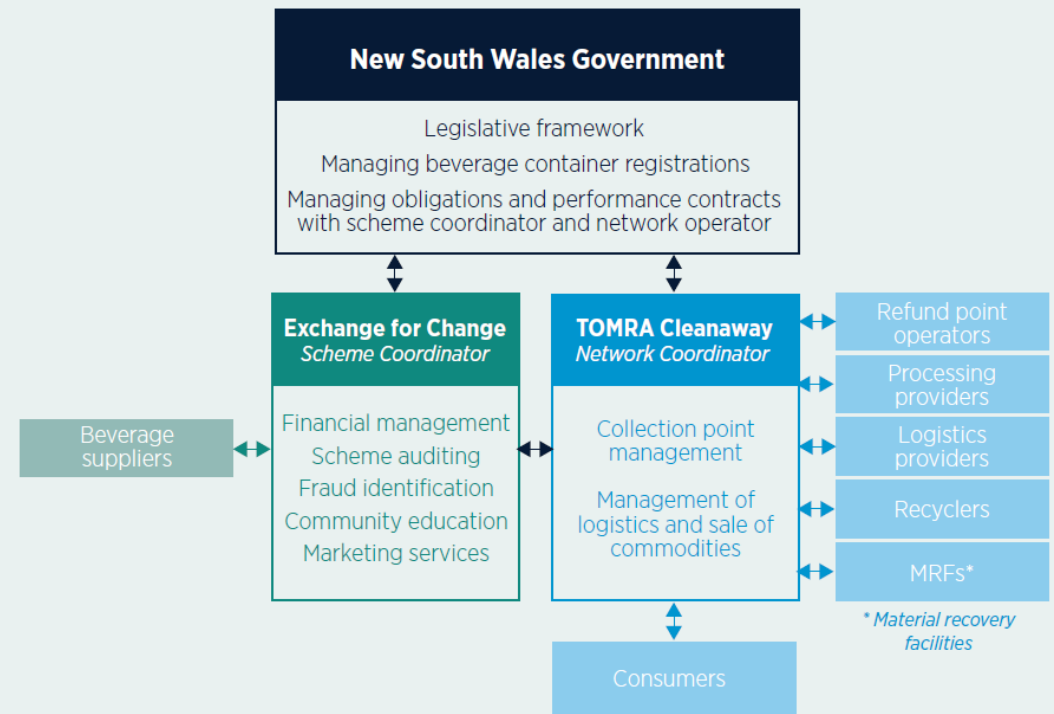 New South Wales Government
Legislative framework
Managing beverage container registrations
Managing obligations and performance contracts
with scheme coordinator and network operator
Exchange for Change
Scheme Coordinator
Financial management
Scheme auditing
Fraud identification
Community education
Marketing services
Beverage
suppliers
TOMRA Cleanaway
Network Coordinator
Collection point
management
Management of
logistics and sale of
commodities
Refund point
operators
Processing
providers
Logistics
providers
Recyclers
MRFs*
* Material recovery
facilities
Consumers